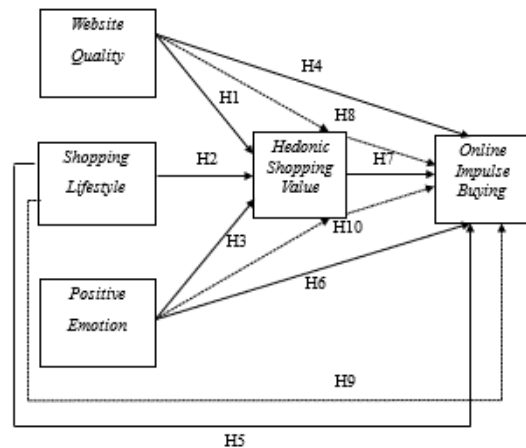 Website
Quality
H4
H1
H8
Hedonic
Shopping
Value
Online
Impulse
Buying
Shopping
Lifestyle
H2
H7
H10
H3
H6
Positive
Emotion
H9
H5